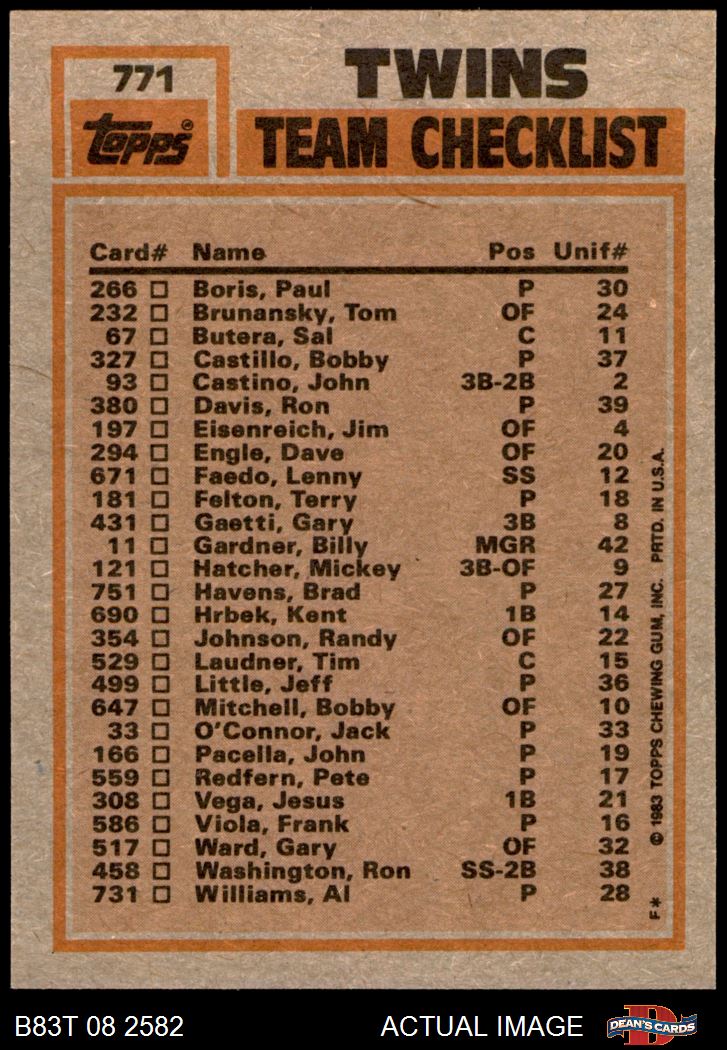 771
TWINS
topps
TEAM CHECKLIST
Card# Name Pos Unif#
266 Boris, Paul P 30
232 Brunansky, Tom OF 24
67 Butera, Sal C 11
327 Castillo, Bobby P 37
93 Castino, John 3B-2B 2
380 Davis, Ron P 39
197 Eisenreich, Jim OF 4
294 Engle, Dave OF 20
671 Faedo, Lenny SS 12
181 Felton, Terry P 18
431 Gaetti, Gary 3B 8
11 Gardner, Billy MGR 42
121 Hatcher, Mickey 3B-OF 9
751 Havens, Brad P 27
690 Hrbek, Kent 1B 14
354 Johnson, Randy OF 22
529 Laudner, Tim C 15
499 Little, Jeff P 36
647 Mitchell, Bobby OF 10
33 O'Connor, Jack P 33
166 Pacella, John P 19
559 Redfern, Pete P 17
308 Vega, Jesus 1B 21
586 Viola, Frank P 16
517 Ward, Gary OF 32
458 Washington, Ron SS-2B 38
731 Williams, Al P 28
F* © 1983 TOPPS CHEWING GUM, INC. PRTD. IN U.S.A.
B83T 08 2582
ACTUAL IMAGE
D
DEAN'S CARDS